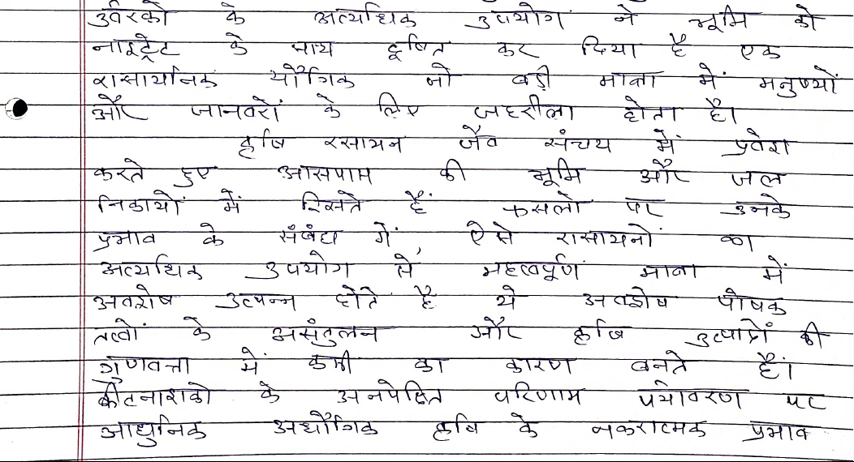 उर्वरकों के अत्यधिक उपयोग ने भूमि को
नाइट्रेट के साथ दूषित कर दिया है एक
रासायनिक यौगिक जो बड़ी मात्रा में मनुष्यों
और जानवरों के लिए जहरीला होता है।
कृषि रसायन जैव संचय में प्रवेश
करते हुए आसपास की भूमि और जल
निकायों में रिसते हैं फसलों पर उनके
प्रभाव के संबंध में, ऐसे रासायनों का
अत्यधिक उपयोग से महत्वपूर्ण मात्रा में
अवशेष उत्पन्न होते है ये अवशेष पोषक
तत्वों के असंतुलन और कृषि उत्पादों की
गुणवत्ता में कमी का कारण बनते हैं।
कीटनाशकों के अनपेक्षित परिणाम पर्यावरण पर
आधुनिक अद्यौगिक कृषि के नकारात्मक प्रभाव